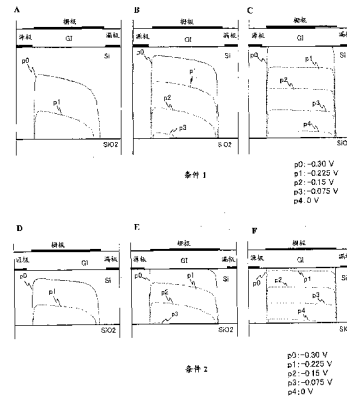 A
B
C
栅极
栅极
栅极
源极 GI 漏极
源极 GI 漏极
源极 GI 漏极
p0 Si
p0 Si
p0 Si
p1
p1
p1
p2
p2
p3
p3
p4
SiO2
SiO2
SiO2
条件 1
p0:-0.30 V
p1:-0.225 V
p2:-0.15 V
p3:-0.075 V
p4:0 V
D
E
F
栅极
栅极
栅极
GI 漏极
源极 GI 漏极
源极 GI 漏极
p0 Si
p0 Si
p0 Si
p1
p1
p1
p2
p2
p3
p3
p4
SiO2
SiO2
SiO2
条件 2
p0:-0.30 V
p1:-0.225 V
p2:-0.15 V
p3:-0.075 V
p4:0 V